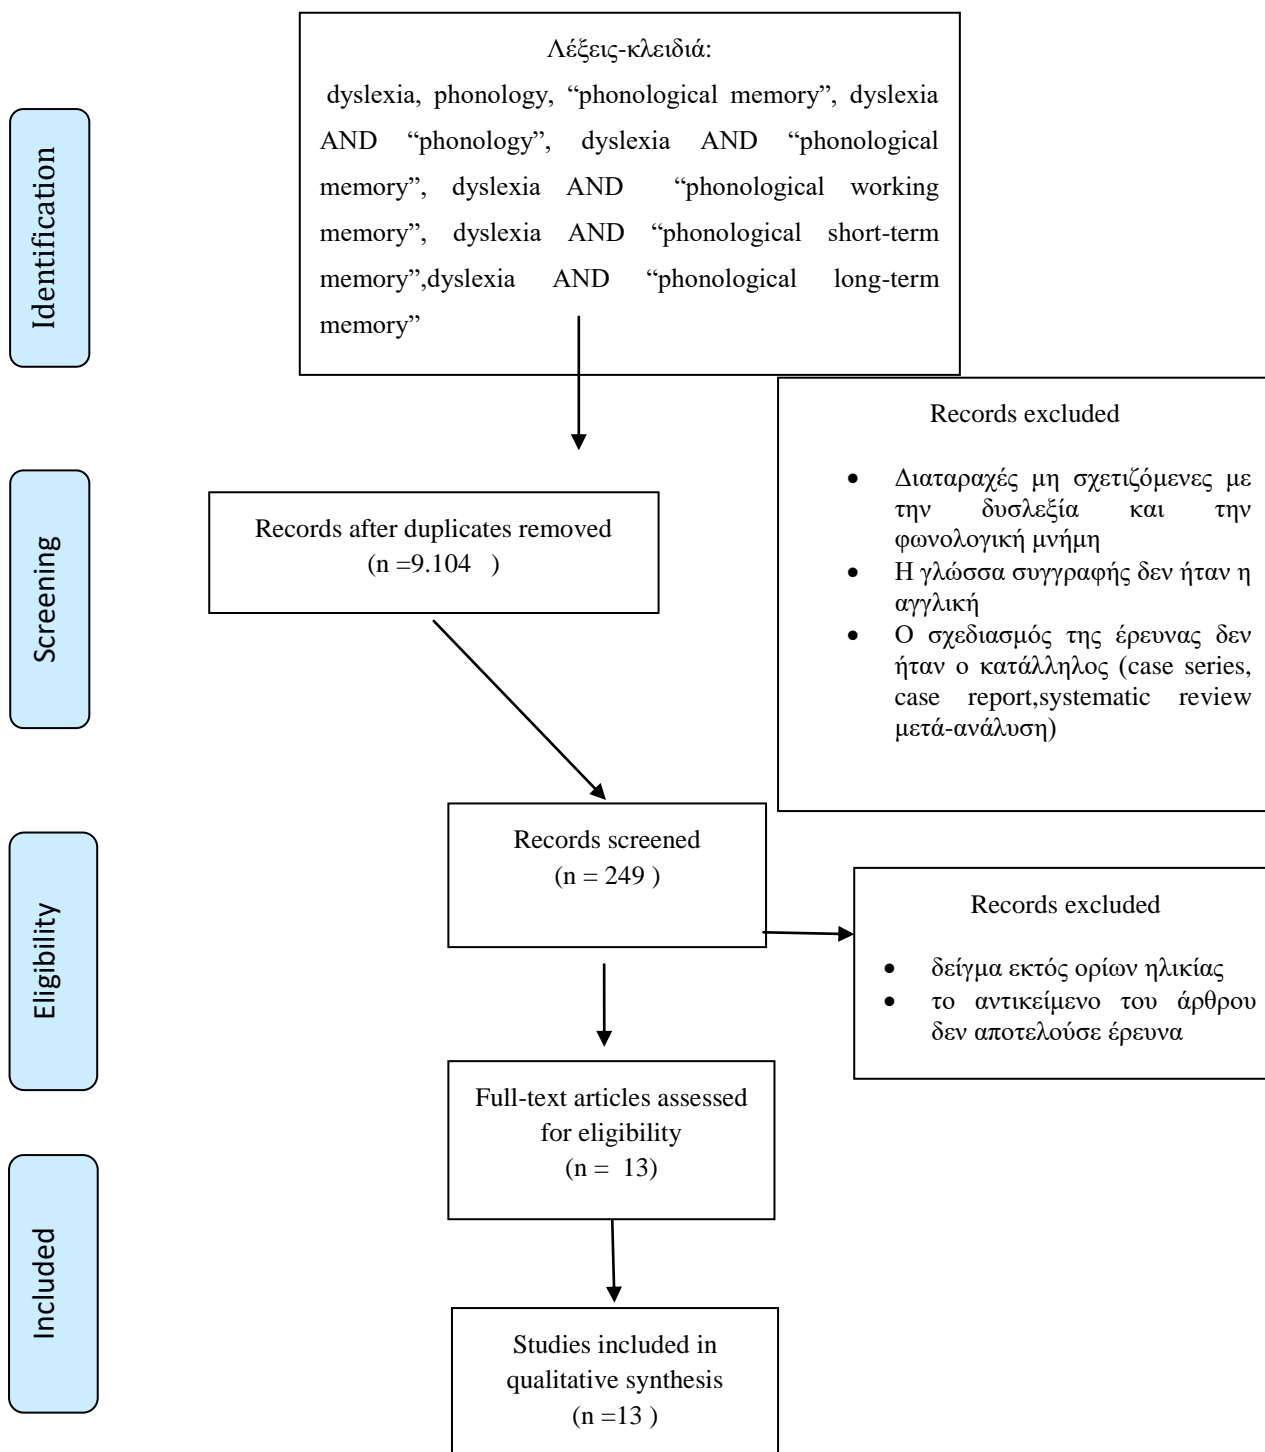 Λέξεις-κλειδιά:
dyslexia, phonology, “phonological memory”, dyslexia
AND “phonology”, dyslexia AND “phonological
memory”, dyslexia AND “phonological working
memory”, dyslexia AND “phonological short-term
memory”,dyslexia AND “phonological long-term
memory”
Identification
Records excluded
• Διαταραχές μη σχετιζόμενες με
την δυσλεξία και την
φωνολογική μνήμη
• Η γλώσσα συγγραφής δεν ήταν η
αγγλική
• Ο σχεδιασμός της έρευνας δεν
ήταν ο κατάλληλος (case series,
case report,systematic review
μετά-ανάλυση)
Screening
Records after duplicates removed
(n =9.104 )
Records screened
(n = 249 )
Eligibility
Records excluded
• δείγμα εκτός ορίων ηλικίας
• το αντικείμενο του άρθρου
δεν αποτελούσε έρευνα
Full-text articles assessed
for eligibility
(n = 13)
Included
Studies included in
qualitative synthesis
(n =13 )